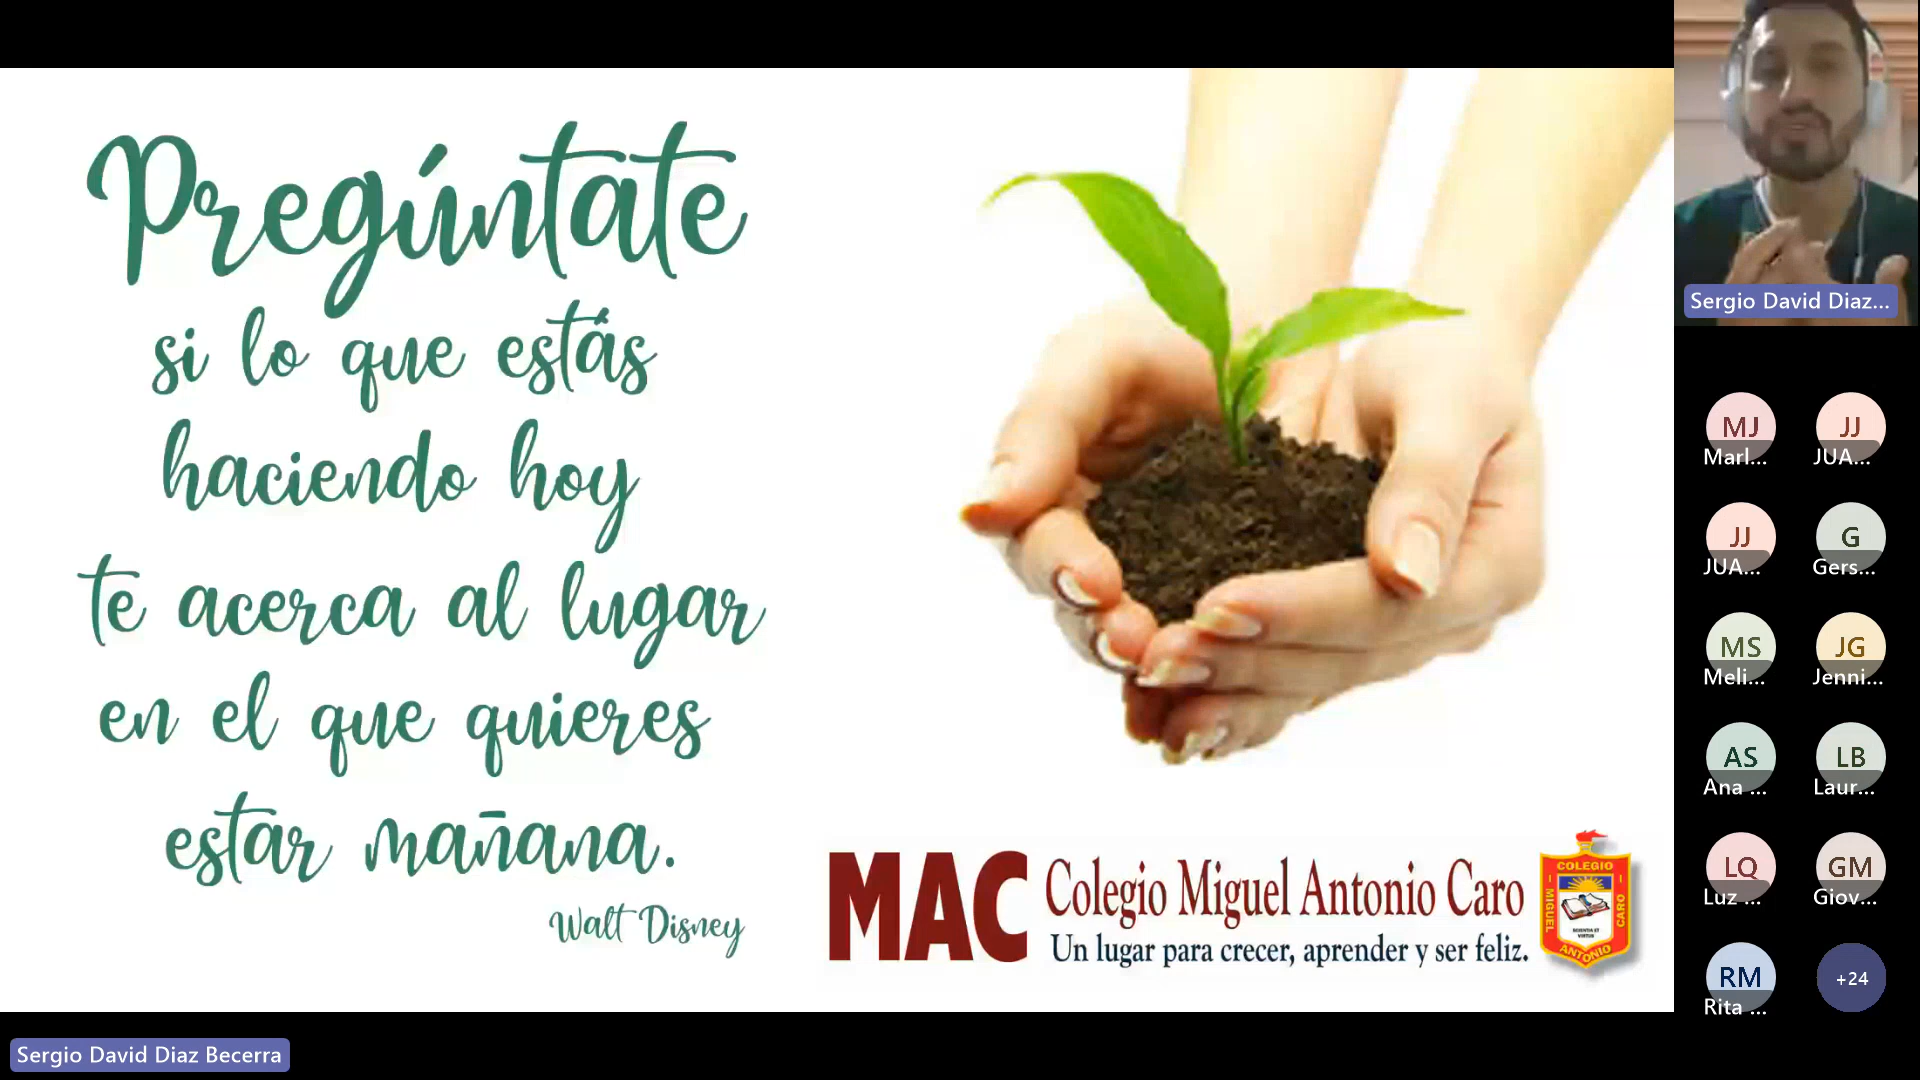 Pregúntate
si lo que estás
haciendo hoy
te acerca al lugar
en el que quieres
estar mañana.
Walt Disney
MAC Colegio Miguel Antonio Caro
Un lugar para crecer, aprender y ser feliz.
COLEGIO
MIGUEL
CARO
ANTONIO
Sergio David Diaz...
MJ
Marl...
JJ
JUA...
JJ
JUA...
G
Gers...
MS
Meli...
JG
Jenni...
AS
Ana ...
LB
Laur...
LQ
Luz ...
GM
Giov...
RM
Rita ...
+24
Sergio David Diaz Becerra